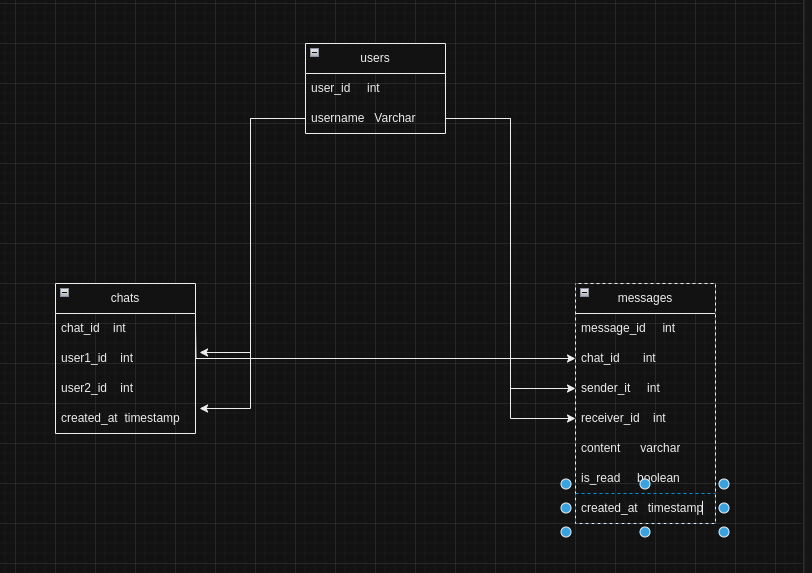 users
user_id int
username Varchar
chats
chat_id int
user1_id int
user2_id int
created_at timestamp
messages
message_id int
chat_id int
sender_it int
receiver_id int
content varchar
is_read boolean
created_at timestamp